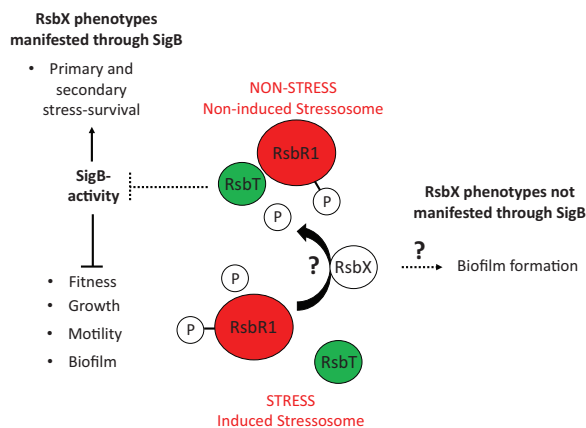 RsbX phenotypes
manifested through SigB
• Primary and
secondary
stress-survival
SigB-
activity
• Fitness
• Growth
• Motility
• Biofilm
NON-STRESS
Non-induced Stressosome
RsbR1
RsbT
P
P
?
RsbX
P
P
RsbR1
RsbT
STRESS
Induced Stressosome
RsbX phenotypes not
manifested through SigB
?
Biofilm formation